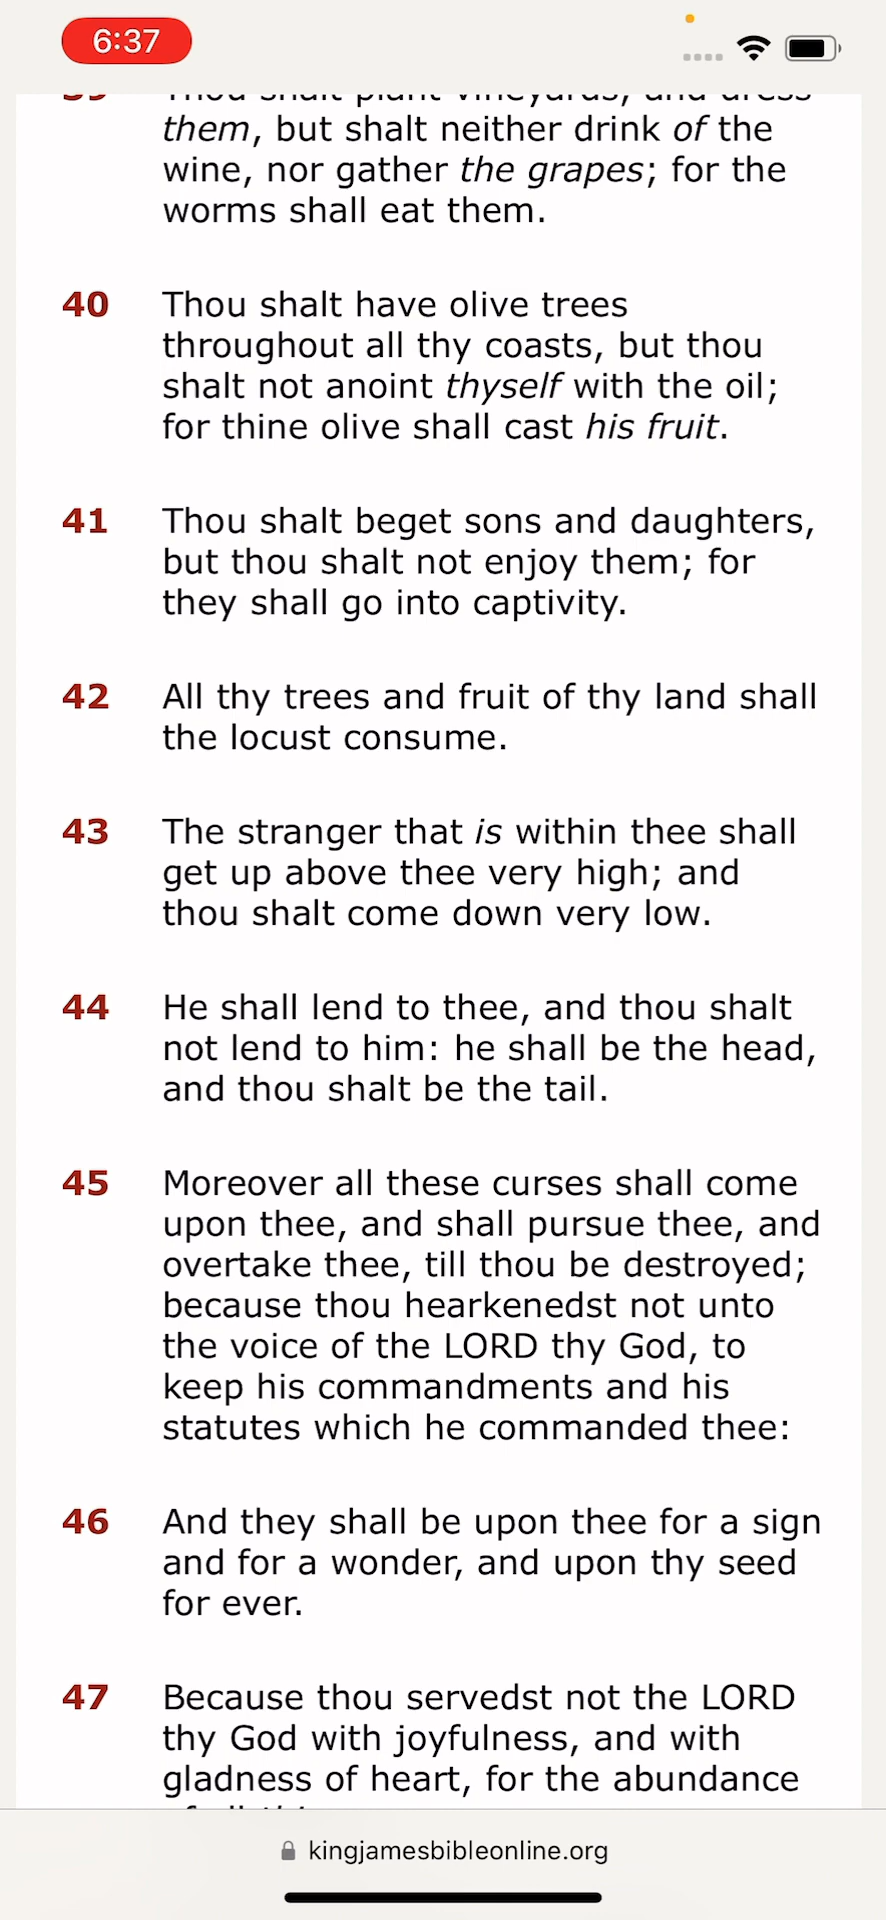 6:37
39 Thou shalt plant vineyards, and dress
them, but shalt neither drink of the
wine, nor gather the grapes; for the
worms shall eat them.
40 Thou shalt have olive trees
throughout all thy coasts, but thou
shalt not anoint thyself with the oil;
for thine olive shall cast his fruit.
41 Thou shalt beget sons and daughters,
but thou shalt not enjoy them; for
they shall go into captivity.
42 All thy trees and fruit of thy land shall
the locust consume.
43 The stranger that is within thee shall
get up above thee very high; and
thou shalt come down very low.
44 He shall lend to thee, and thou shalt
not lend to him: he shall be the head,
and thou shalt be the tail.
45 Moreover all these curses shall come
upon thee, and shall pursue thee, and
overtake thee, till thou be destroyed;
because thou hearkenedst not unto
the voice of the LORD thy God, to
keep his commandments and his
statutes which he commanded thee:
46 And they shall be upon thee for a sign
and for a wonder, and upon thy seed
for ever.
47 Because thou servedst not the LORD
thy God with joyfulness, and with
gladness of heart, for the abundance
kingjamesbibleonline.org